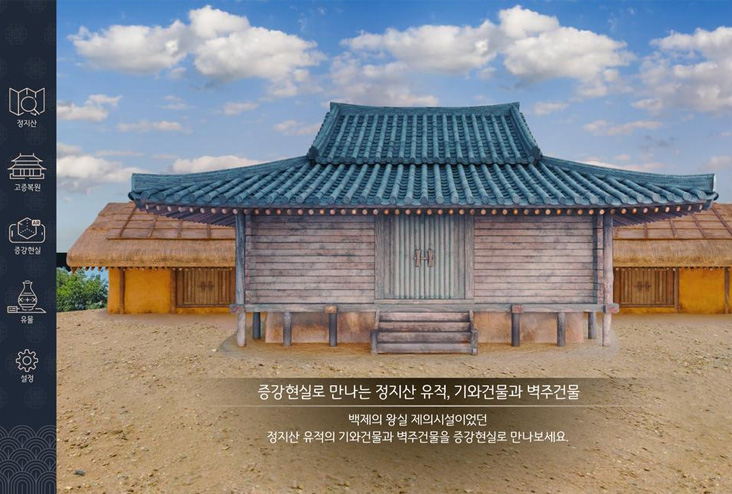 정지산
고증복원
AR
증강현실
유물
설정
증강현실로 만나는 정지산 유적, 기와건물과 벽주건물
백제의 왕실 제의시설이었던
정지산 유적의 기와건물과 벽주건물을 증강현실로 만나보세요.